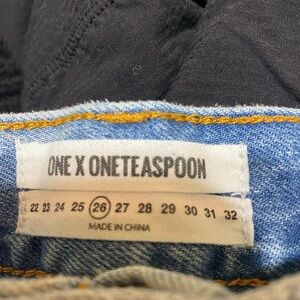 ONE X ONETEASPOON
22 23 24 25 26 27 28 29 30 31 32
MADE IN CHINA